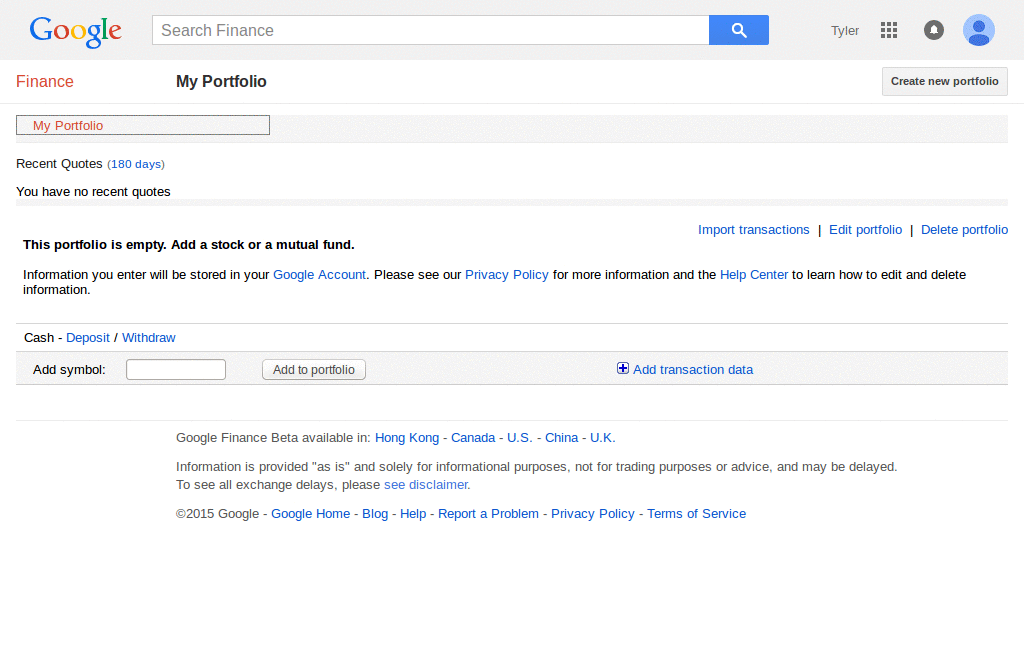 Google
Search Finance
Tyler
Finance
My Portfolio
Create new portfolio
My Portfolio
Recent Quotes (180 days)
You have no recent quotes
Import transactions | Edit portfolio | Delete portfolio
This portfolio is empty. Add a stock or a mutual fund.
Information you enter will be stored in your Google Account. Please see our Privacy Policy for more information and the Help Center to learn how to edit and delete
information.
Cash - Deposit / Withdraw
Add symbol:
Add to portfolio
Add transaction data
Google Finance Beta available in: Hong Kong - Canada - U.S. - China - U.K.
Information is provided "as is" and solely for informational purposes, not for trading purposes or advice, and may be delayed.
To see all exchange delays, please see disclaimer.
©2015 Google - Google Home - Blog - Help - Report a Problem - Privacy Policy - Terms of Service